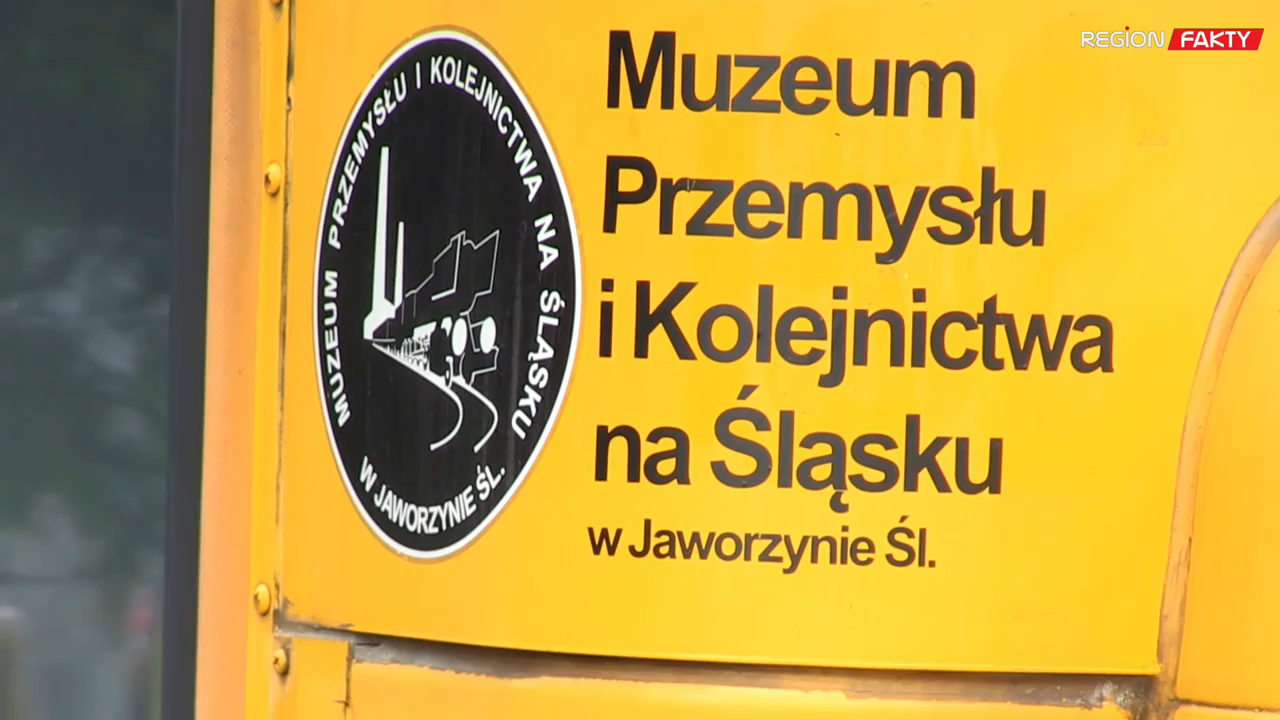 REGION FAKTY
MUZEUM PRZEMYSŁU I KOLEJNICTWA NA ŚLĄSKU
W JAWORZYNIE ŚL.
Muzeum
Przemysłu
i Kolejnictwa
na Śląsku
w Jaworzynie Śl.